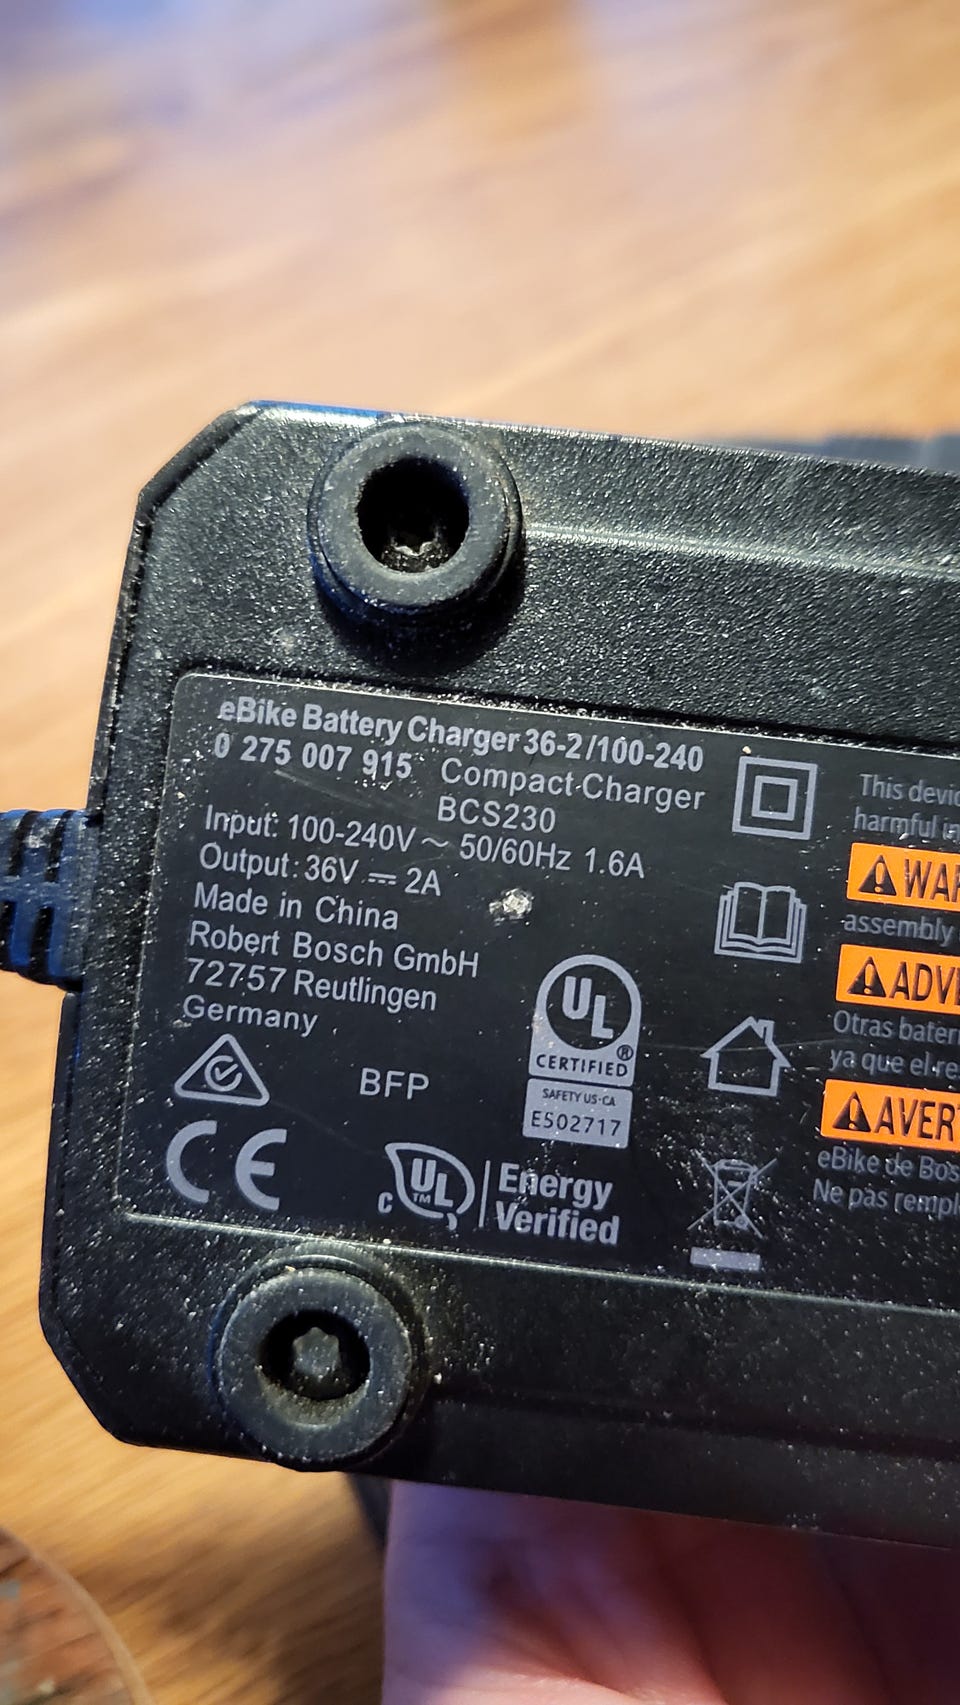 eBike Battery Charger 36-2/100-240
0 275 007 915 Compact Charger
BCS230
Input: 100-240V ~ 50/60Hz 1.6A
Output: 36V ⎓ 2A
Made in China
Robert Bosch GmbH
72757 Reutlingen
Germany
BFP
CE
UL
CERTIFIED®
SAFETY US-CA
E502717
c UL TM
Energy
Verified
This devic
harmful in
WAR
assembly
ADVE
Otras bater
ya que el re
AVERT
eBike de Bos
Ne pas rempl